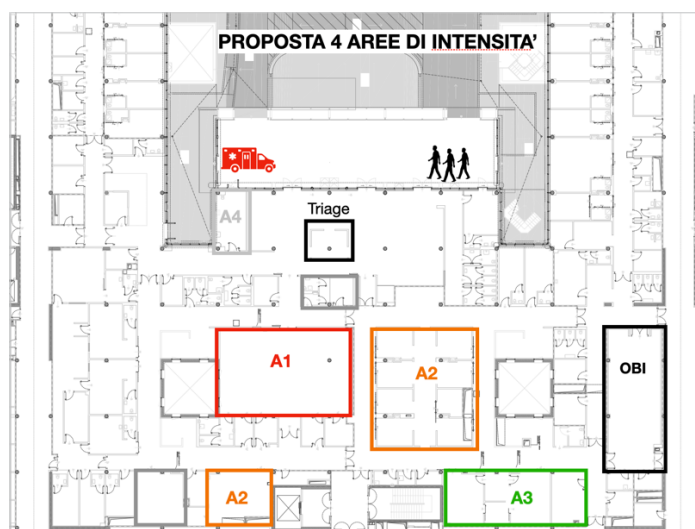 PROPOSTA 4 AREE DI INTENSITA’
A4
Triage
A1
A2
OBI
A2
A3